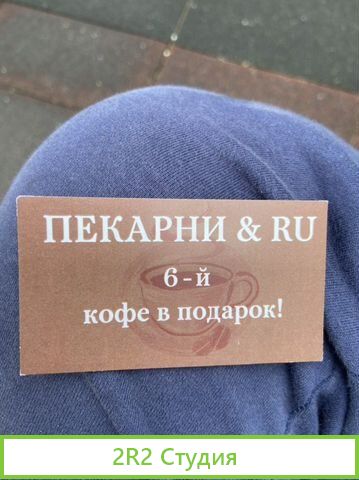 ПЕКАРНИ & RU
6-й
кофе в подарок!
2R2 Студия